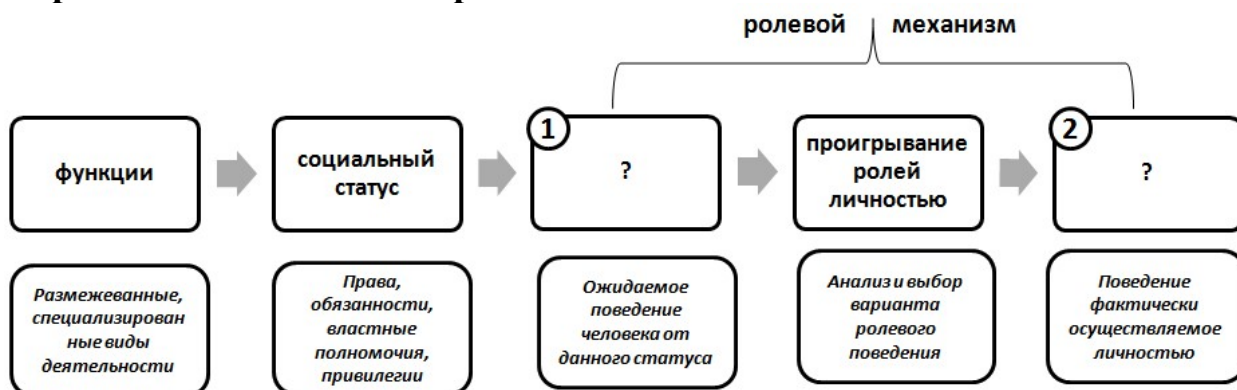 ролевой механизм
1
2
функции
социальный
статус
?
проигрывание
ролей
личностью
?
Размежеванные,
специализирован
ные виды
деятельности
Права,
обязанности,
властные
полномочия,
привилегии
Ожидаемое
поведение
человека от
данного статуса
Анализ и выбор
варианта
ролевого
поведения
Поведение
фактически
осуществляемое
личностью